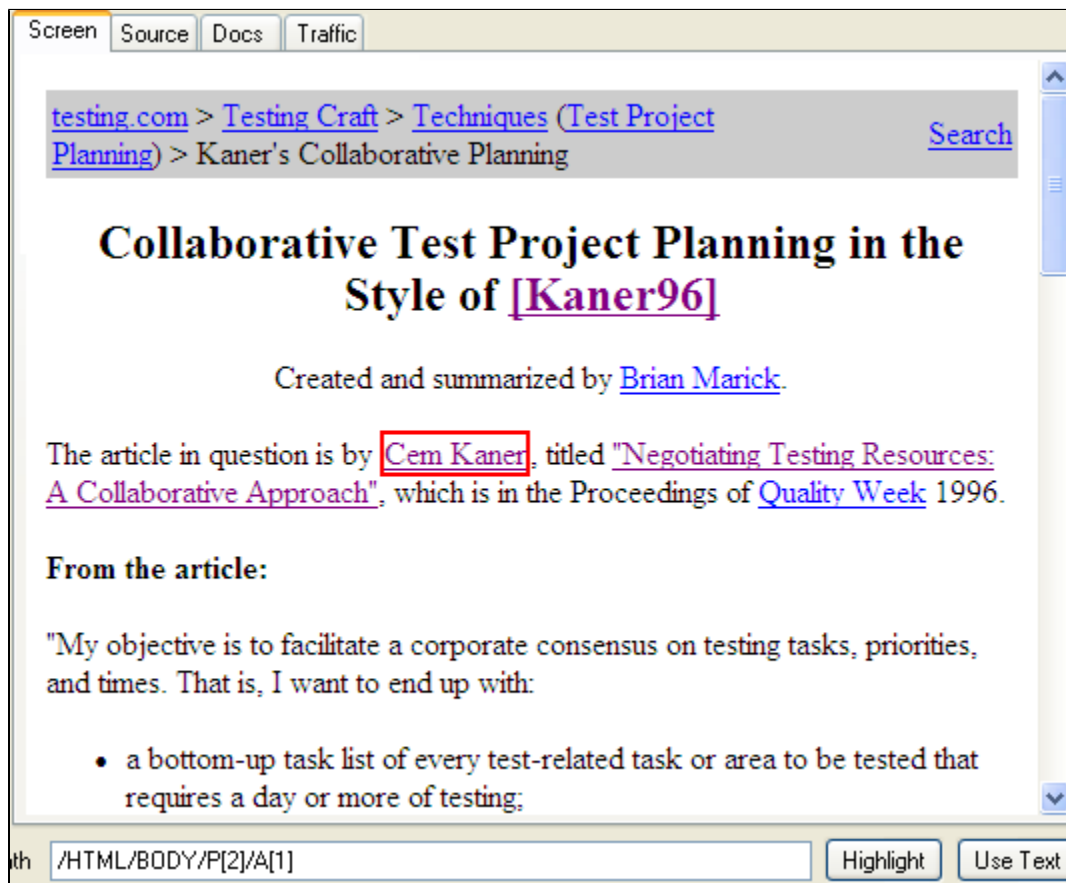 Screen Source Docs Traffic
testing.com > Testing Craft > Techniques (Test Project
Planning) > Kaner's Collaborative Planning
Search
Collaborative Test Project Planning in the
Style of [Kaner96]
Created and summarized by Brian Marick.
The article in question is by Cem Kaner, titled "Negotiating Testing Resources:
A Collaborative Approach", which is in the Proceedings of Quality Week 1996.
From the article:
"My objective is to facilitate a corporate consensus on testing tasks, priorities,
and times. That is, I want to end up with:
• a bottom-up task list of every test-related task or area to be tested that
requires a day or more of testing;
th /HTML/BODY/P[2]/A[1] Highlight Use Text